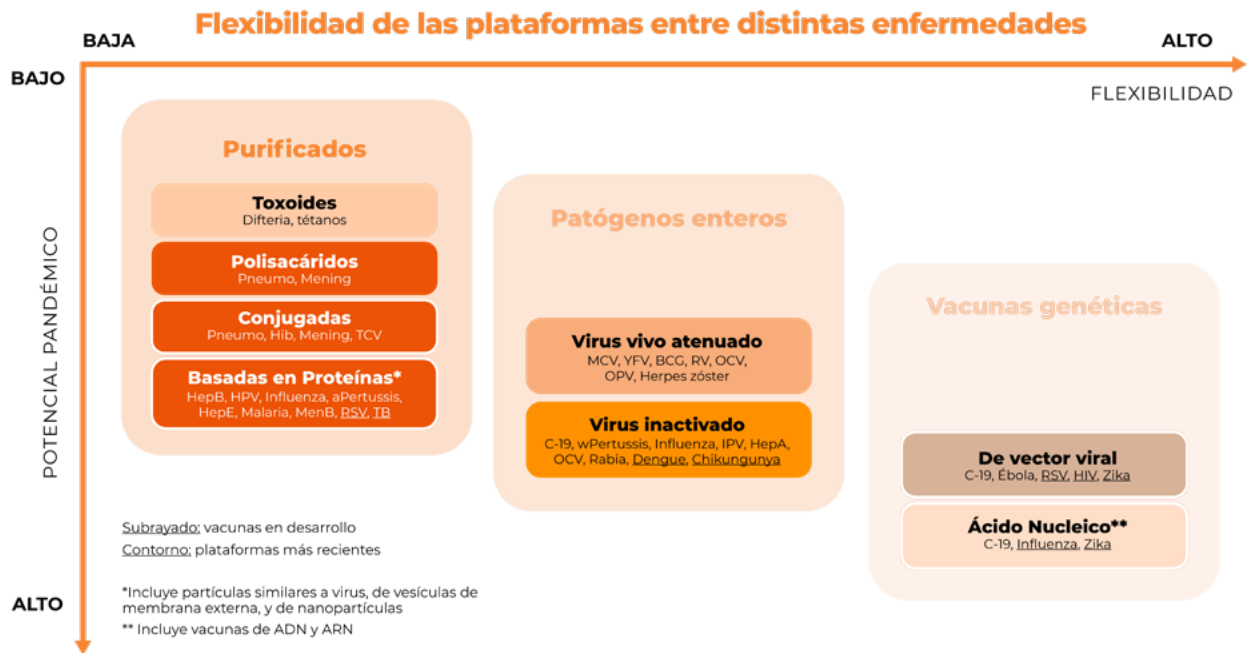 Flexibilidad de las plataformas entre distintas enfermedades
BAJA
ALTO
BAJO
FLEXIBILIDAD
POTENCIAL PANDÉMICO
Purificados
Toxoides
Difteria, tétanos
Polisacáridos
Pneumo, Mening
Conjugadas
Pneumo, Hib, Mening, TCV
Basadas en Proteínas*
HepB, HPV, Influenza, aPertussis,
HepE, Malaria, MenB, RSV, TB
Patógenos enteros
Virus vivo atenuado
MCV, YFV, BCG, RV, OCV,
OPV, Herpes zóster
Virus inactivado
C-19, wPertussis, Influenza, IPV, HepA,
OCV, Rabia, Dengue, Chikungunya
Vacunas genéticas
De vector viral
C-19, Ébola, RSV, HIV, Zika
Ácido Nucleico**
C-19, Influenza, Zika
Subrayado: vacunas en desarrollo
Contorno: plataformas más recientes
ALTO
*Incluye partículas similares a virus, de vesículas de
membrana externa, y de nanopartículas
** Incluye vacunas de ADN y ARN